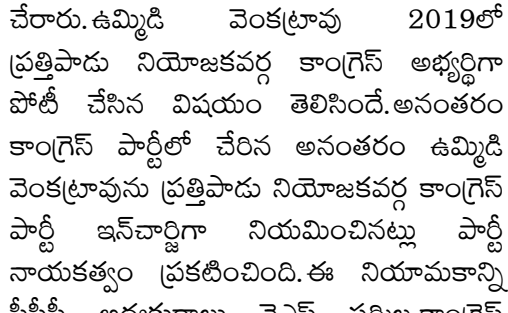 చేరారు.ఉమ్మిడి వెంకట్రావు 2019లో
ప్రత్తిపాడు నియోజకవర్గ కాంగ్రెస్ అభ్యర్థిగా
పోటీ చేసిన విషయం తెలిసిందే.అనంతరం
కాంగ్రెస్ పార్టీలో చేరిన అనంతరం ఉమ్మిడి
వెంకట్రావును ప్రత్తిపాడు నియోజకవర్గ కాంగ్రెస్
పార్టీ ఇన్‌చార్జిగా నియమించినట్లు పార్టీ
నాయకత్వం ప్రకటించింది.ఈ నియామకాన్ని